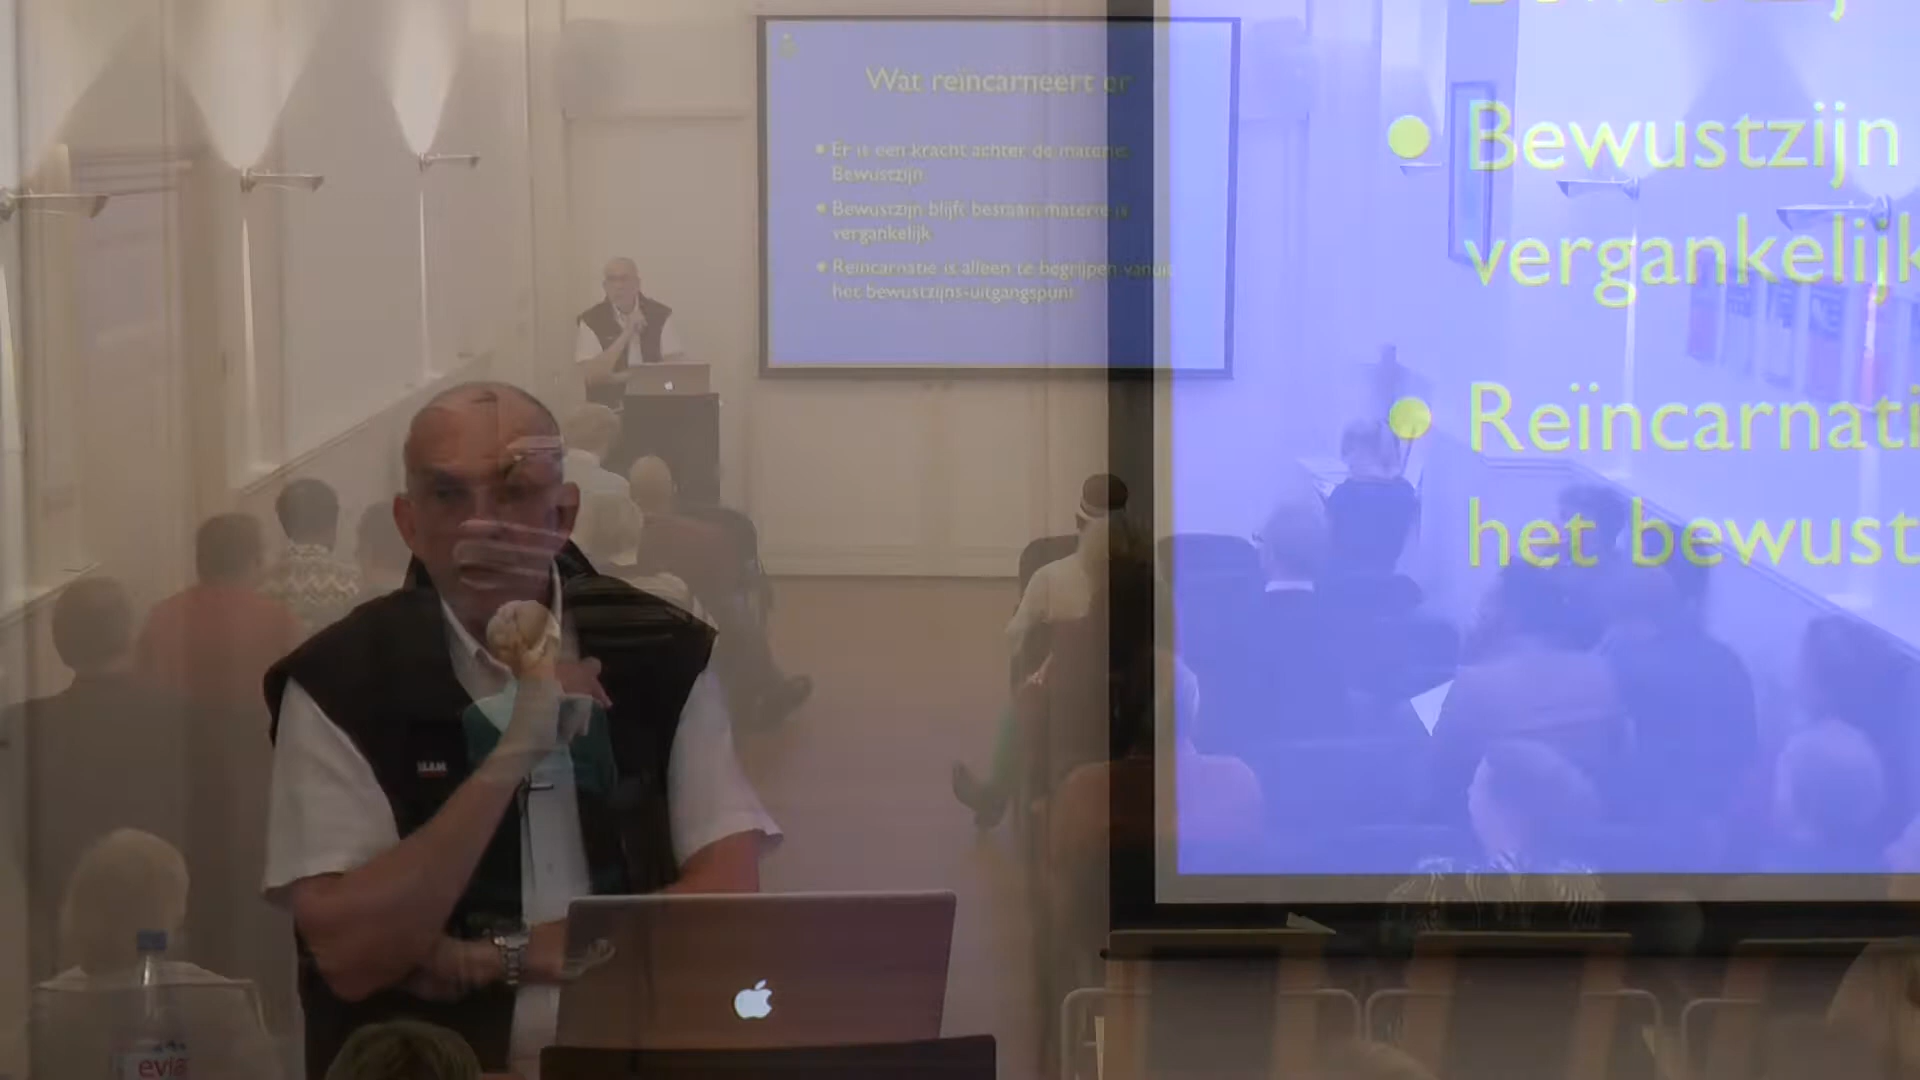 Wat reïncarneert er
• Er is een kracht achter de materie:
Bewustzijn
• Bewustzijn blijft bestaan, materie is
vergankelijk
• Reïncarnatie is alleen te begrijpen vanuit
het bewustzijns-uitgangspunt
• Bewustzijn
vergankelijk
• Reïncarnati
het bewust
evia